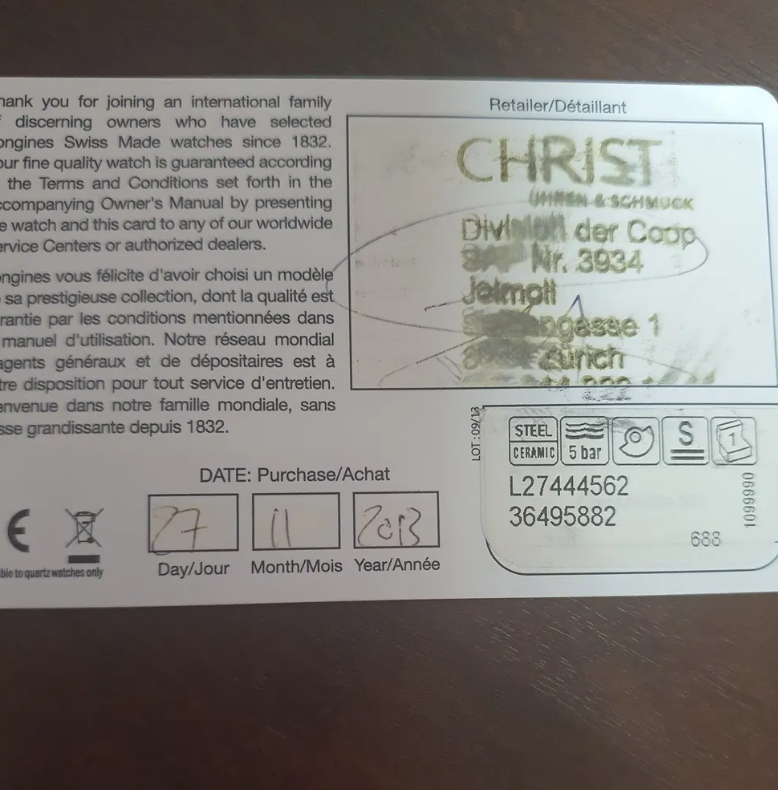 hank you for joining an international family
f discerning owners who have selected
ongines Swiss Made watches since 1832.
our fine quality watch is guaranteed according
the Terms and Conditions set forth in the
ccompanying Owner's Manual by presenting
e watch and this card to any of our worldwide
ervice Centers or authorized dealers.
ngines vous félicite d'avoir choisi un modèle
sa prestigieuse collection, dont la qualité est
rantie par les conditions mentionnées dans
manuel d'utilisation. Notre réseau mondial
agents généraux et de dépositaires est à
tre disposition pour tout service d'entretien.
envenue dans notre famille mondiale, sans
sse grandissante depuis 1832.
Retailer/Détaillant
CHRIST
UHREN & SCHMUCK
Division der Coop
Nr. 3934
Jelmoli
ngasse 1
Zürich
DATE: Purchase/Achat
27 11 2013
Day/Jour Month/Mois Year/Année
CE
ble to quartz watches only
LOT: 09/13
STEEL
CERAMIC
5 bar
S
1
L27444562
36495882
688
1099990